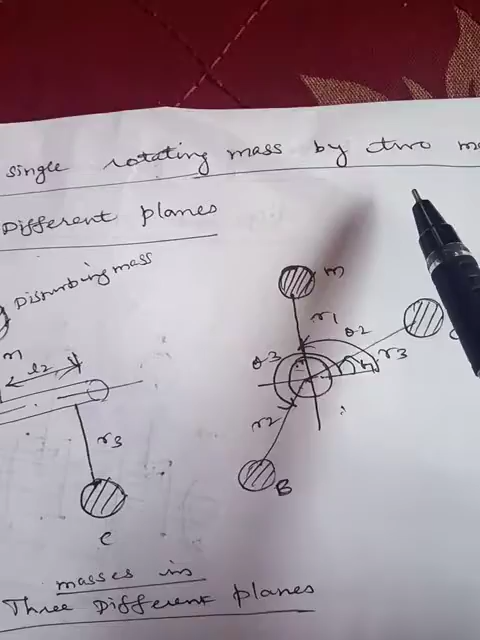 single rotating mass by two m
Different planes
Disturbing mass
m
m
r1
θ2
l2
θ3
r3
r2
r3
B
C
masses in
Three Different planes